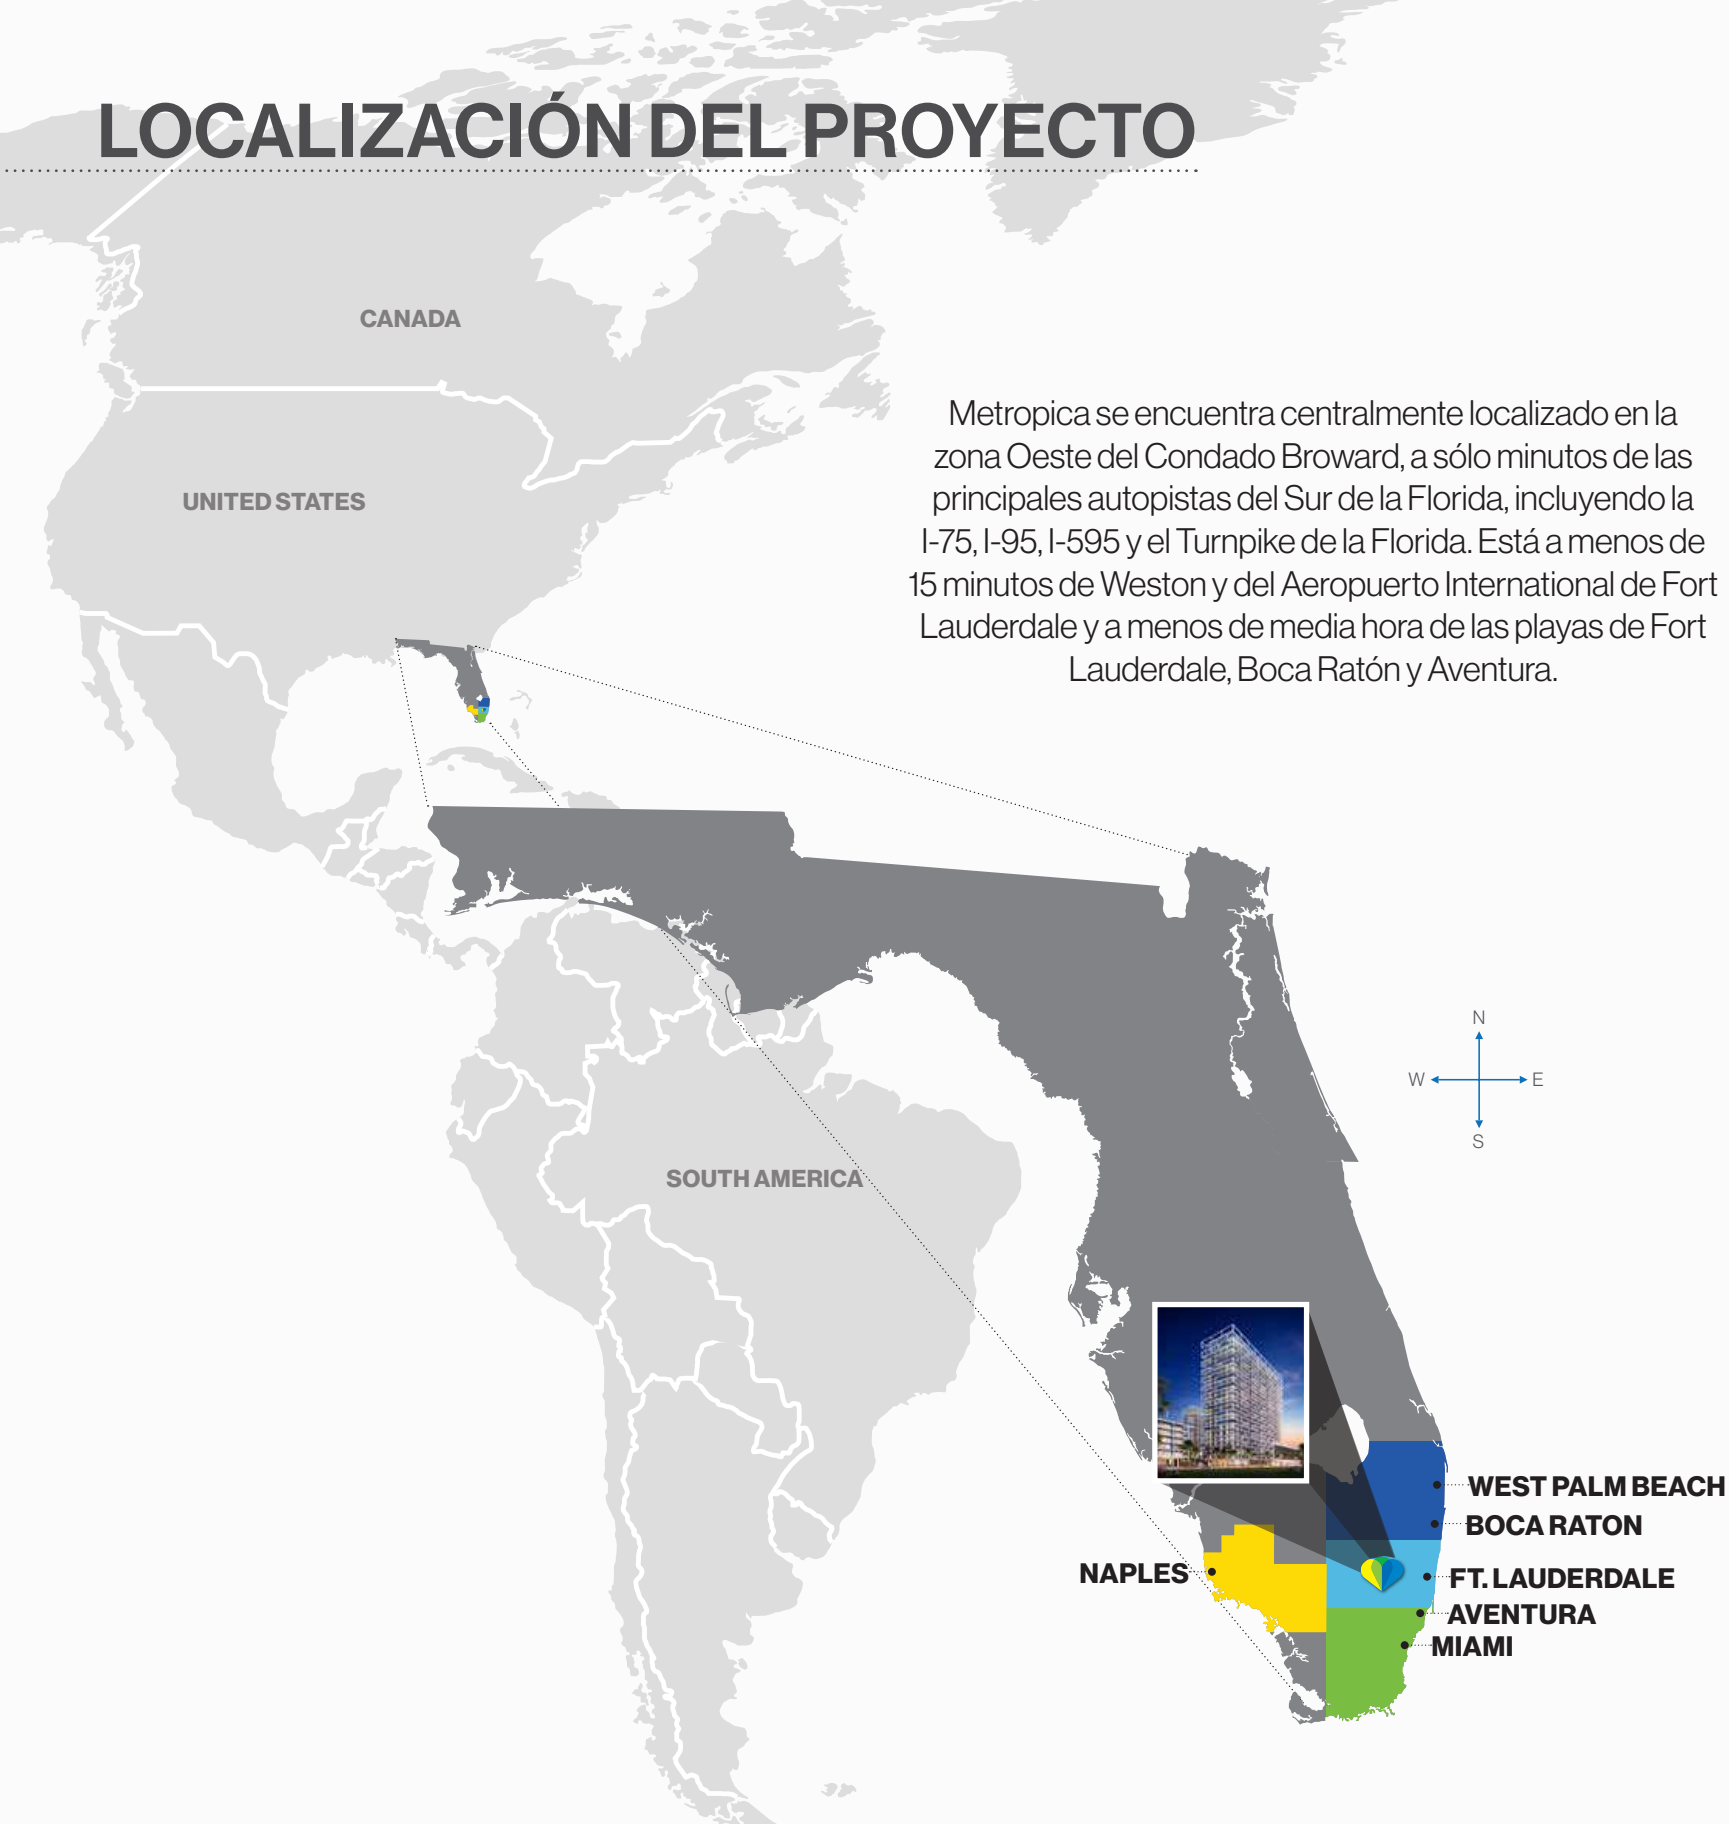 LOCALIZACIÓN DEL PROYECTO
CANADA
UNITED STATES
Metropica se encuentra centralmente localizado en la
zona Oeste del Condado Broward, a sólo minutos de las
principales autopistas del Sur de la Florida, incluyendo la
I-75, I-95, I-595 y el Turnpike de la Florida. Está a menos de
15 minutos de Weston y del Aeropuerto International de Fort
Lauderdale y a menos de media hora de las playas de Fort
Lauderdale, Boca Ratón y Aventura.
N
W E
S
SOUTH AMERICA
WEST PALM BEACH
BOCA RATON
NAPLES
FT. LAUDERDALE
AVENTURA
MIAMI